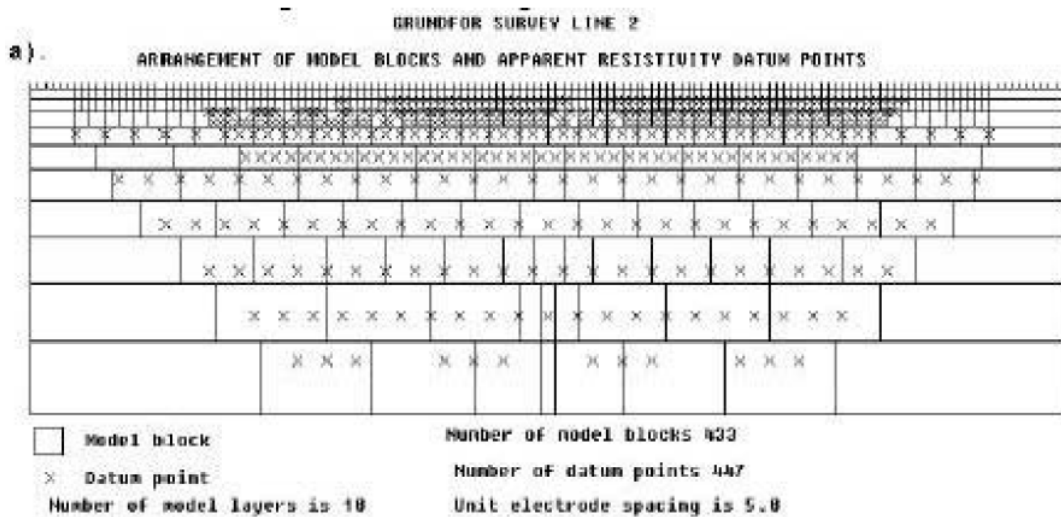 GRUNDFOR SURVEY LINE 2
a).
ARRANGEMENT OF MODEL BLOCKS AND APPARENT RESISTIVITY DATUM POINTS
Model block
Number of model blocks 433
Datum point
Number of datum points 447
Number of model layers is 10
Unit electrode spacing is 5.0